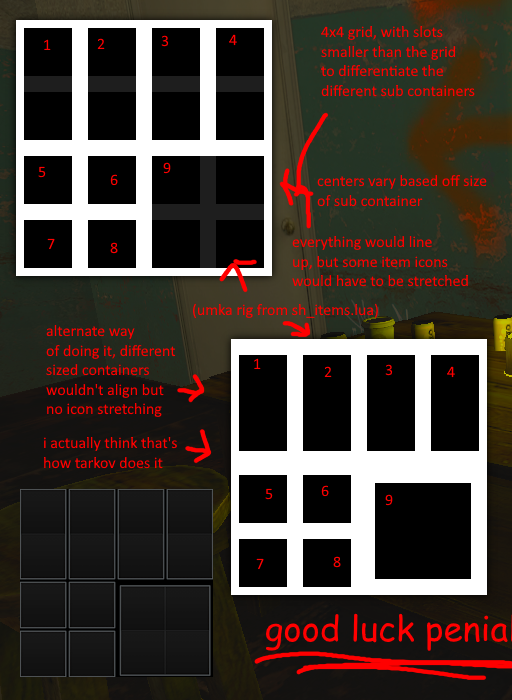 1
2
3
4
4x4 grid, with slots
smaller than the grid
to differentiate the
different sub containers
5
6
9
centers vary based off size
of sub container
7
8
everything would line
up, but some item icons
would have to be stretched
(umka rig from sh_items.lua)
alternate way
of doing it, different
sized containers
wouldn't align but
no icon stretching
i actually think that's
how tarkov does it
1
2
3
4
5
6
9
7
8
good luck penial